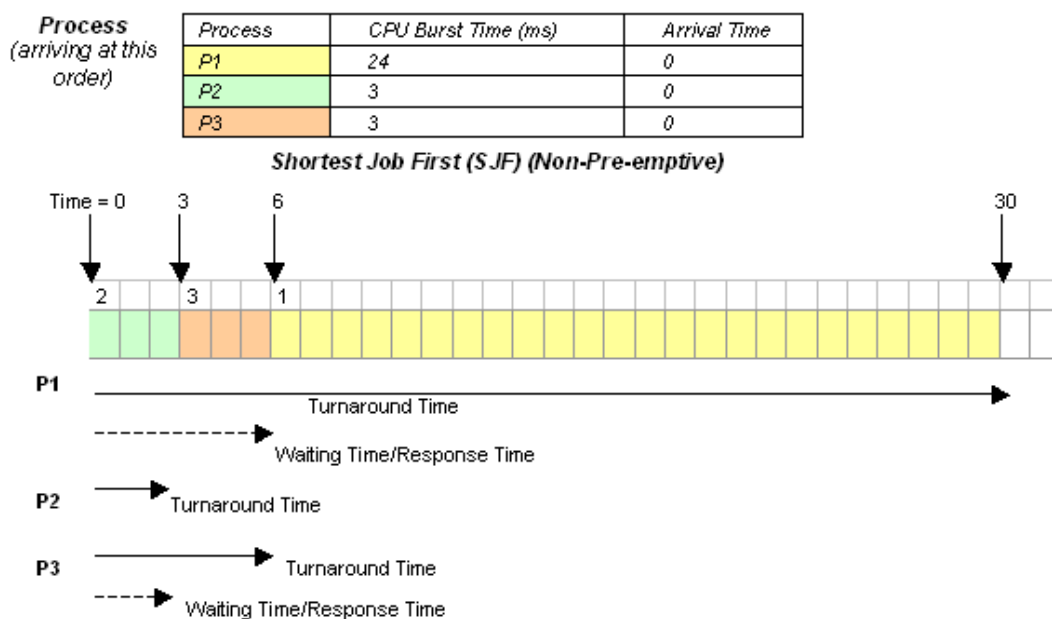 Process
(arriving at this
order)
Process CPU Burst Time (ms) Arrival Time
P1 24 0
P2 3 0
P3 3 0
Shortest Job First (SJF) (Non-Pre-emptive)
Time = 0 3 6 30
2 3 1
P1
Turnaround Time
Waiting Time/Response Time
P2
Turnaround Time
P3
Turnaround Time
Waiting Time/Response Time